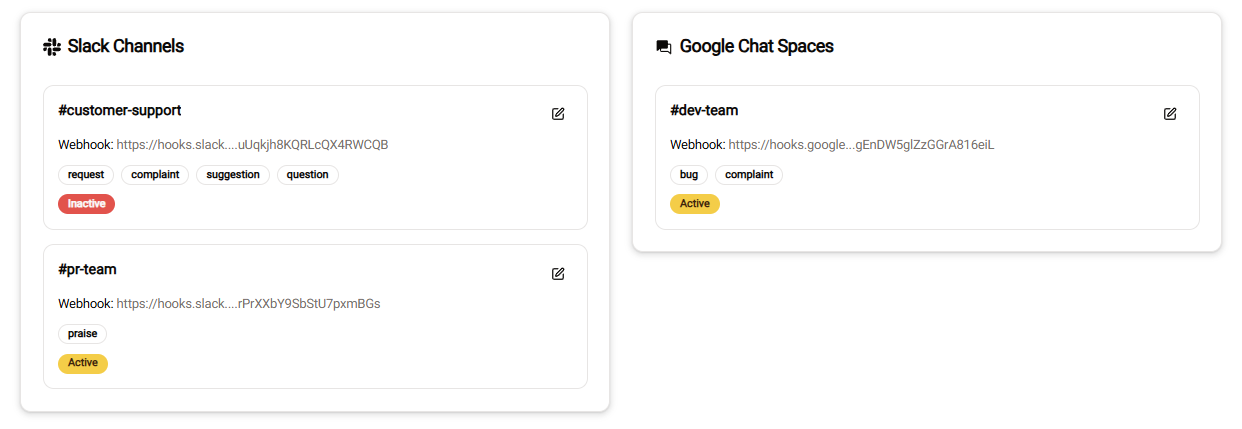 Slack Channels
#customer-support
Webhook: https://hooks.slack....uUqkjh8KQRLcQX4RWCQB
request complaint suggestion question
Inactive
#pr-team
Webhook: https://hooks.slack....rPrXXbY9SbStU7pxmBGs
praise
Active
Google Chat Spaces
#dev-team
Webhook: https://hooks.google...gEnDW5glZzGGrA816eiL
bug complaint
Active